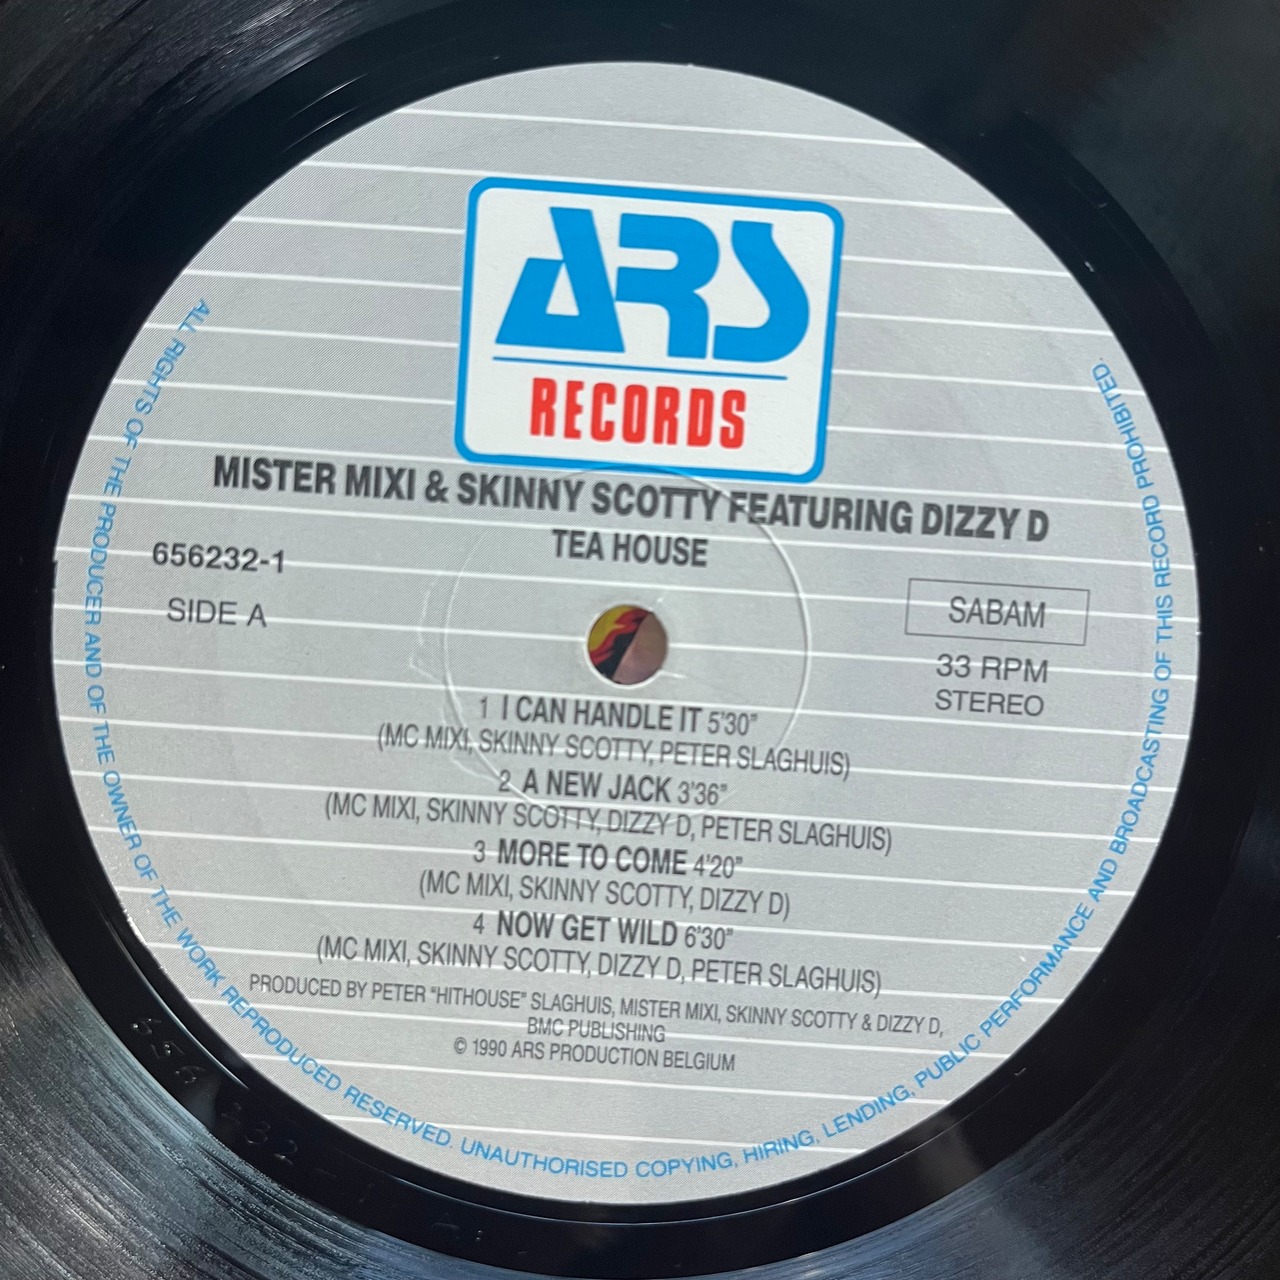 ARS
RECORDS
MISTER MIXI & SKINNY SCOTTY FEATURING DIZZY D
TEA HOUSE
656232-1
SIDE A
SABAM
33 RPM
STEREO
1 I CAN HANDLE IT 5'30"
(MC MIXI, SKINNY SCOTTY, PETER SLAGHUIS)
2 A NEW JACK 3'36"
(MC MIXI, SKINNY SCOTTY, DIZZY D, PETER SLAGHUIS)
3 MORE TO COME 4'20"
(MC MIXI, SKINNY SCOTTY, DIZZY D)
4 NOW GET WILD 6'30"
(MC MIXI, SKINNY SCOTTY, DIZZY D, PETER SLAGHUIS)
PRODUCED BY PETER "HITHOUSE" SLAGHUIS, MISTER MIXI, SKINNY SCOTTY & DIZZY D,
BMC PUBLISHING
© 1990 ARS PRODUCTION BELGIUM
ALL RIGHTS OF THE PRODUCER AND OF THE OWNER OF THE WORK REPRODUCED RESERVED. UNAUTHORISED COPYING, HIRING, LENDING, PUBLIC PERFORMANCE AND BROADCASTING OF THIS RECORD PROHIBITED